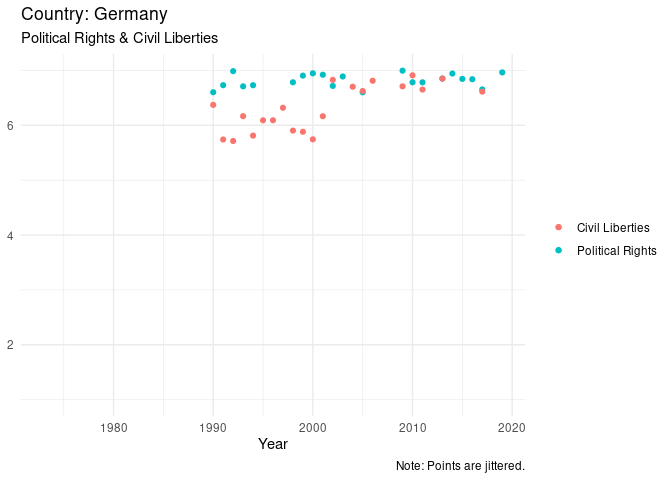 Country: Germany
Political Rights & Civil Liberties
6
4
2
1980 1990 2000 2010 2020
Year
Civil Liberties
Political Rights
Note: Points are jittered.